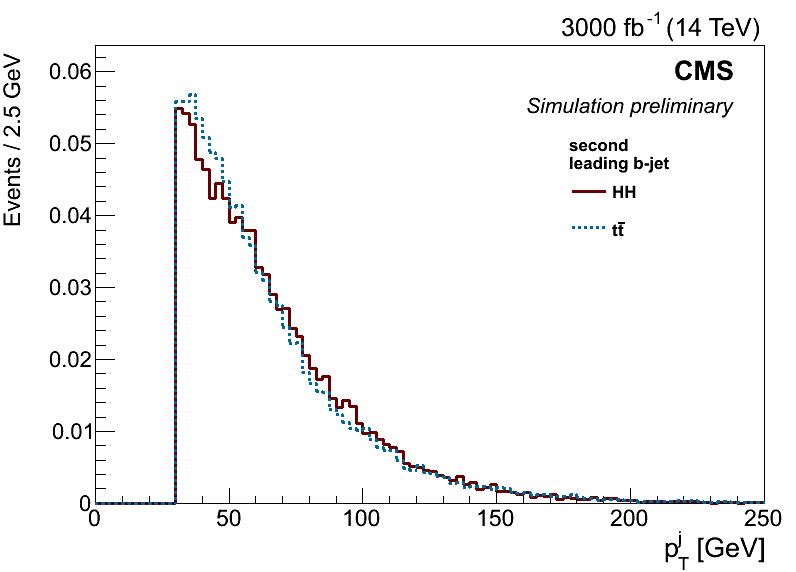 3000 fb⁻¹ (14 TeV)
Events / 2.5 GeV
0.06
0.05
0.04
0.03
0.02
0.01
0
CMS
Simulation preliminary
second
leading b-jet
HH
tt̄
0 50 100 150 200 250
p_T^j [GeV]